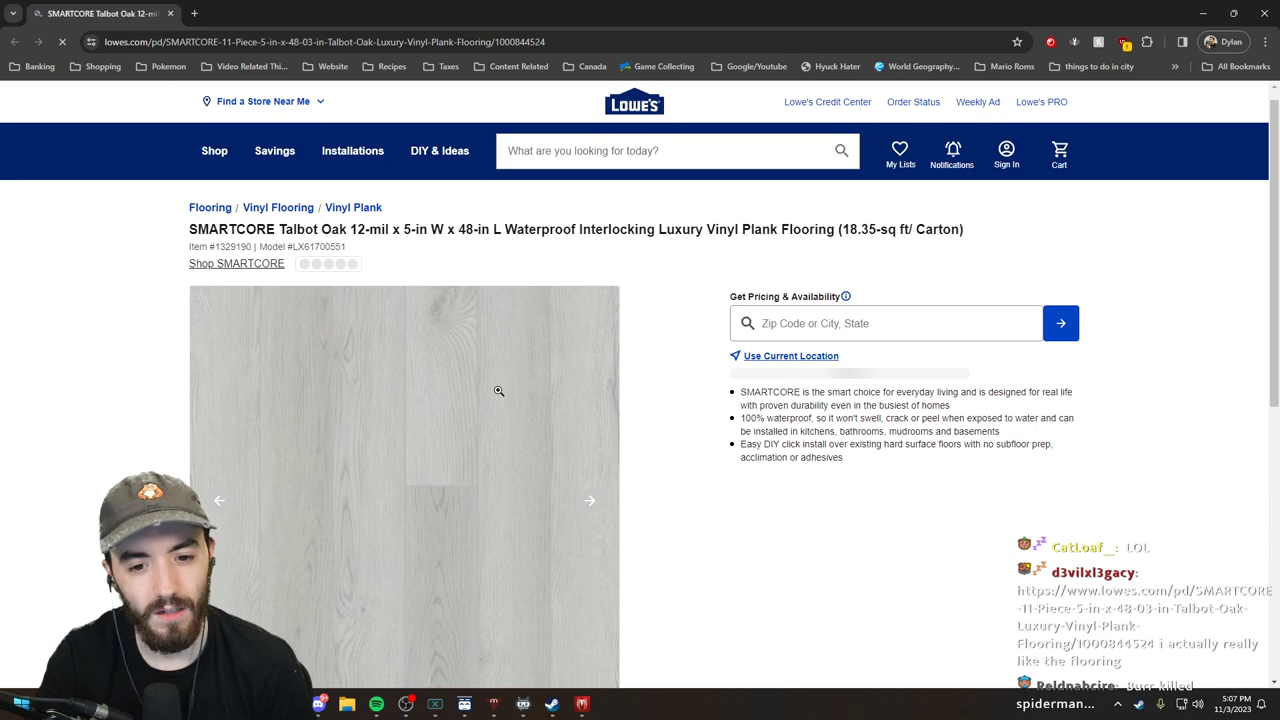 SMARTCORE Talbot Oak 12-mi
lowes.com/pd/SMARTCORE-11-Piece-5-in-x-48-03-in-Talbot-Oak-Luxury-Vinyl-Plank-Flooring/1000844524
Dylan
Banking
Shopping
Pokemon
Video Related Thi...
Website
Recipes
Taxes
Content Related
Canada
Game Collecting
Google/Youtube
Hyuck Hater
World Geography...
Mario Roms
things to do in city
»
All Bookmarks
Find a Store Near Me
LOWE'S
Lowe's Credit Center
Order Status
Weekly Ad
Lowe's PRO
Shop
Savings
Installations
DIY & Ideas
What are you looking for today?
My Lists
Notifications
Sign In
Cart
Flooring / Vinyl Flooring / Vinyl Plank
SMARTCORE Talbot Oak 12-mil x 5-in W x 48-in L Waterproof Interlocking Luxury Vinyl Plank Flooring (18.35-sq ft/ Carton)
Item #1329190 | Model #LX61700551
Shop SMARTCORE
Get Pricing & Availability
Zip Code or City, State
Use Current Location
SMARTCORE is the smart choice for everyday living and is designed for real life
with proven durability even in the busiest of homes
100% waterproof, so it won't swell, crack or peel when exposed to water and can
be installed in kitchens, bathrooms, mudrooms and basements
Easy DIY click install over existing hard surface floors with no subfloor prep,
acclimation or adhesives
CatLoaf__: LOL
d3vilxl3gacy:
https://www.lowes.com/pd/SMARTCORE
-11-Piece-5-in-x-48-03-in-Talbot-Oak-
Luxury-Vinyl-Plank-
Flooring/1000844524 i actually really
like the flooring
Reldnahcire: Burr killed
spiderman...
5:07 PM
11/3/2023